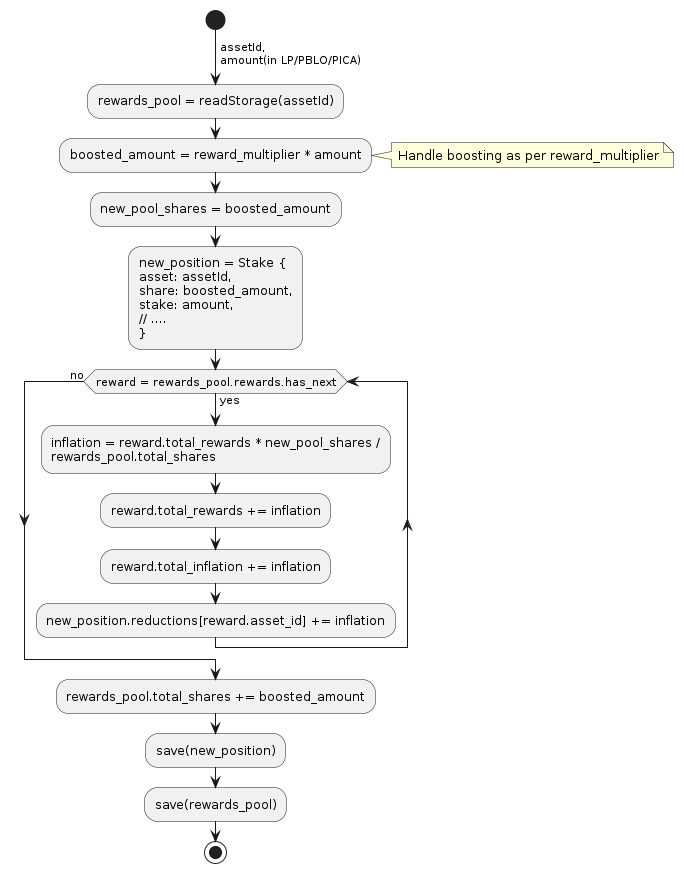 assetId,
amount(in LP/PBLO/PICA)
rewards_pool = readStorage(assetId)
boosted_amount = reward_multiplier * amount
Handle boosting as per reward_multiplier
new_pool_shares = boosted_amount
new_position = Stake {
asset: assetId,
share: boosted_amount,
stake: amount,
// ....
}
no
reward = rewards_pool.rewards.has_next
yes
inflation = reward.total_rewards * new_pool_shares /
rewards_pool.total_shares
reward.total_rewards += inflation
reward.total_inflation += inflation
new_position.reductions[reward.asset_id] += inflation
rewards_pool.total_shares += boosted_amount
save(new_position)
save(rewards_pool)